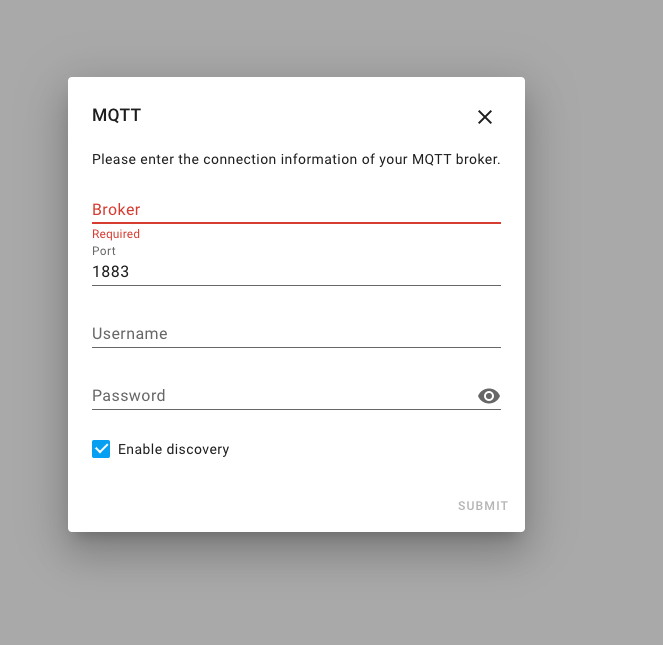 MQTT
Please enter the connection information of your MQTT broker.
Broker
Required
Port
1883
Username
Password
Enable discovery
SUBMIT